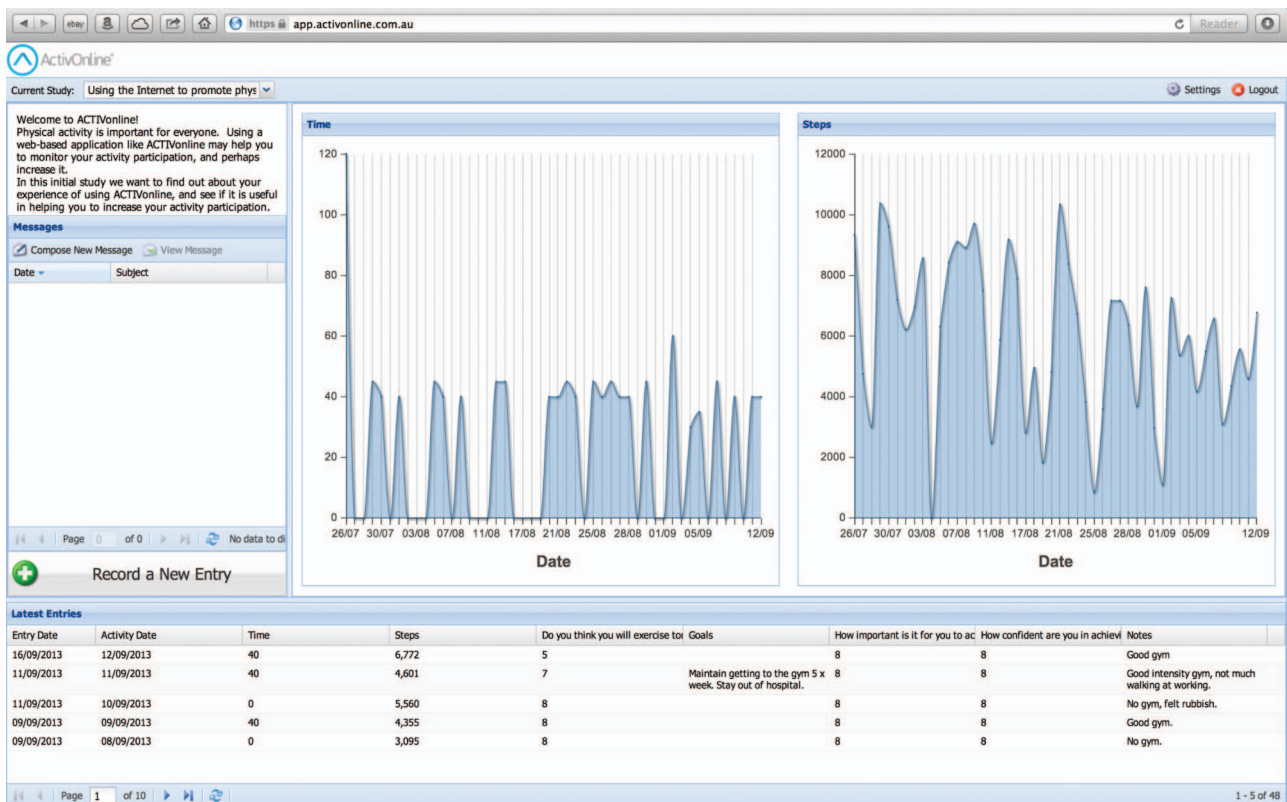 ebay
https app.activonline.com.au
Reader
ActivOnline
Current Study: Using the Internet to promote phys
Settings Logout
Welcome to ACTIVonline!
Physical activity is important for everyone. Using a
web-based application like ACTIVonline may help you
to monitor your activity participation, and perhaps
increase it.
In this initial study we want to find out about your
experience of using ACTIVonline, and see if it is useful
in helping you to increase your activity participation.
Messages
Compose New Message View Message
Date Subject
Page 0 of 0 No data to di
Record a New Entry
Time
120
100
80
60
40
20
0
26/07 30/07 03/08 07/08 11/08 17/08 21/08 25/08 28/08 01/09 05/09 12/09
Date
Steps
12000
10000
8000
6000
4000
2000
0
26/07 30/07 03/08 07/08 11/08 17/08 21/08 25/08 28/08 01/09 05/09 12/09
Date
Latest Entries
Entry Date Activity Date Time Steps Do you think you will exercise tor Goals How important is it for you to ac How confident are you in achievi Notes
16/09/2013 12/09/2013 40 6,772 5 8 8 Good gym
11/09/2013 11/09/2013 40 4,601 7 Maintain getting to the gym 5 x 8 8 Good intensity gym, not much
week. Stay out of hospital. walking at working.
11/09/2013 10/09/2013 0 5,560 8 8 8 No gym, felt rubbish.
09/09/2013 09/09/2013 40 4,355 8 8 8 Good gym.
09/09/2013 08/09/2013 0 3,095 8 8 8 No gym.
Page 1 of 10
1 - 5 of 48